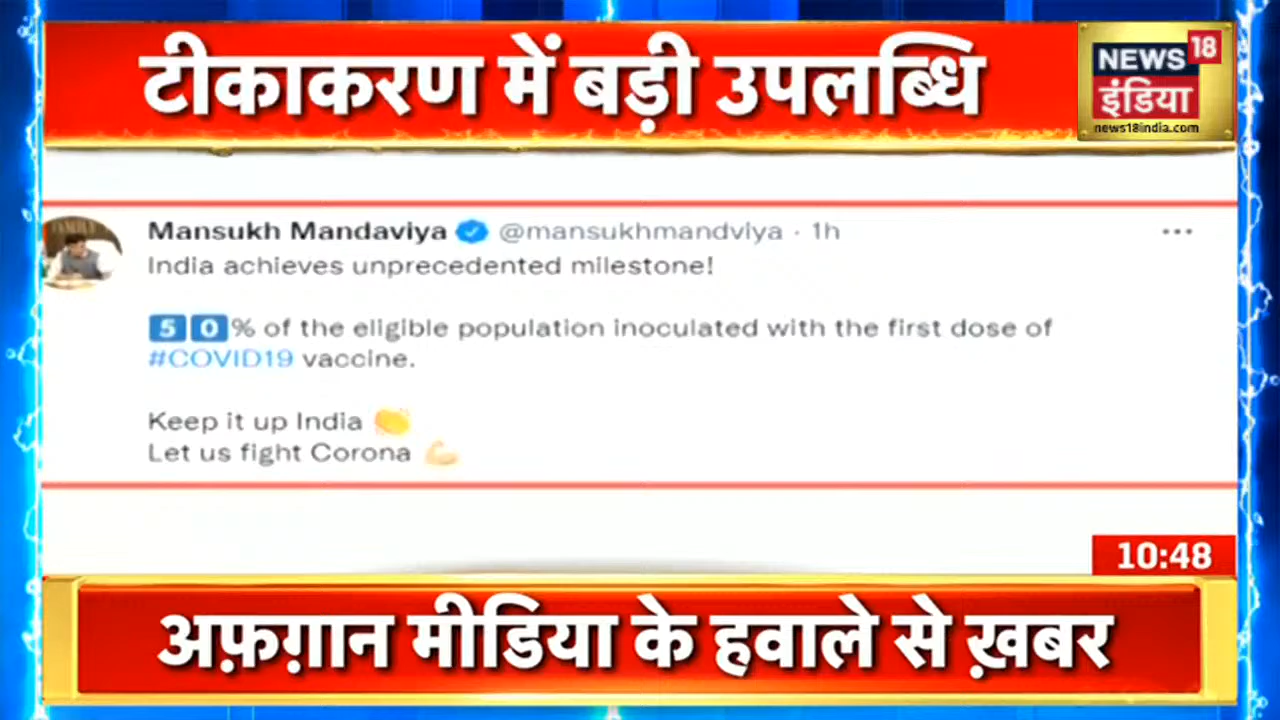 टीकाकरण में बड़ी उपलब्धि
NEWS 18
इंडिया
news18india.com
Mansukh Mandaviya @mansukhmandviya · 1h
India achieves unprecedented milestone!
50% of the eligible population inoculated with the first dose of
#COVID19 vaccine.
Keep it up India 👏
Let us fight Corona 💪
10:48
अफ़ग़ान मीडिया के हवाले से ख़बर